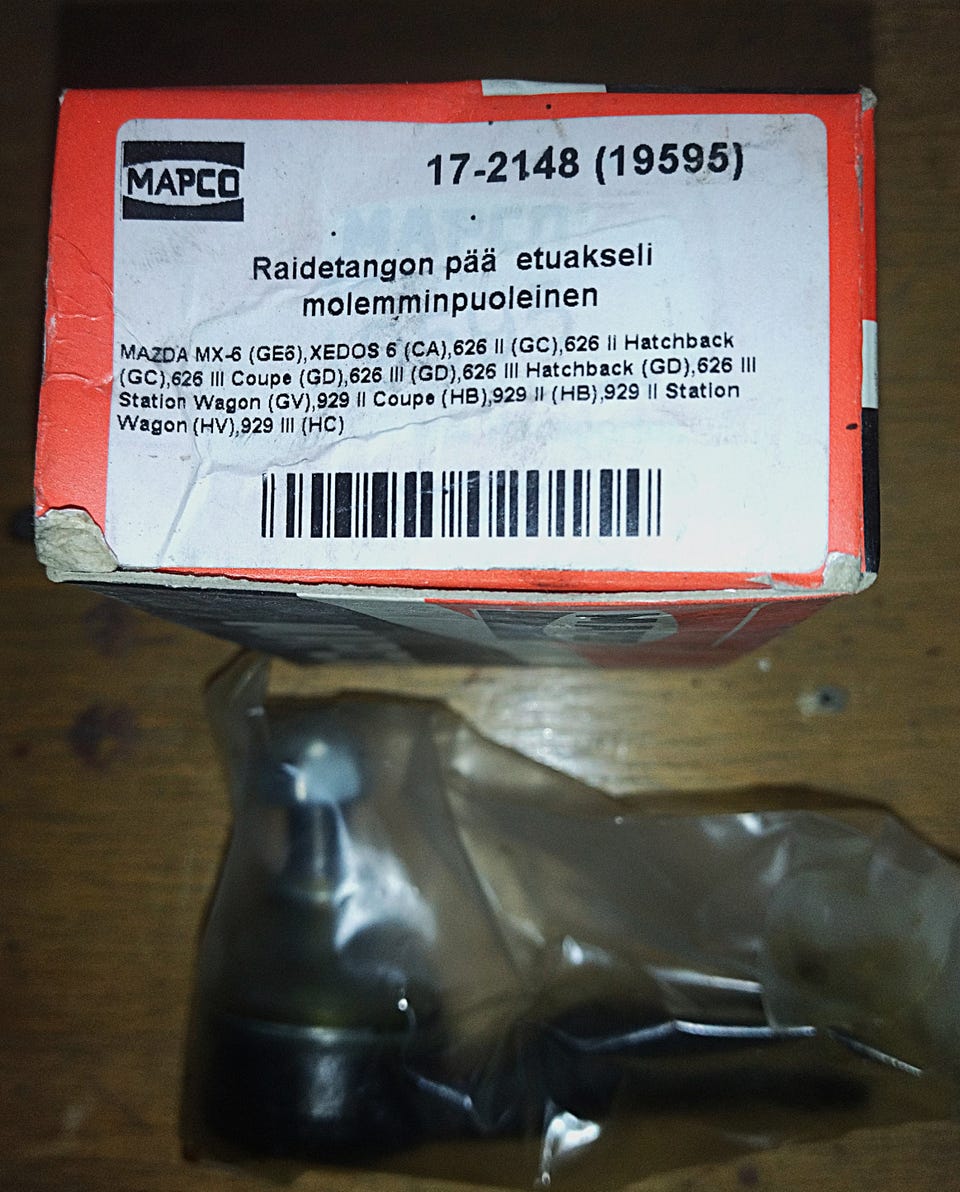 MAPCO
17-2148 (19595)
Raidetangon pää etuakseli
molemminpuoleinen
MAZDA MX-6 (GE6),XEDOS 6 (CA),626 II (GC),626 II Hatchback
(GC),626 III Coupe (GD),626 III (GD),626 III Hatchback (GD),626 III
Station Wagon (GV),929 II Coupe (HB),929 II (HB),929 II Station
Wagon (HV),929 III (HC)